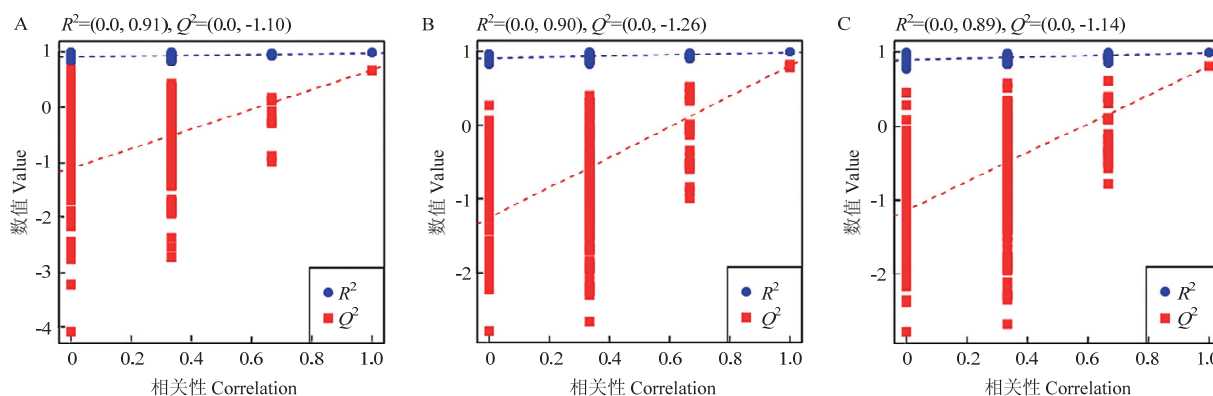 A
R²=(0.0, 0.91), Q²=(0.0, -1.10)
1
0
-1
-2
-3
-4
数值 Value
R²
Q²
0 0.2 0.4 0.6 0.8 1.0
相关性 Correlation
B
R²=(0.0, 0.90), Q²=(0.0, -1.26)
1
0
-1
-2
数值 Value
R²
Q²
0 0.2 0.4 0.6 0.8 1.0
相关性 Correlation
C
R²=(0.0, 0.89), Q²=(0.0, -1.14)
1
0
-1
-2
数值 Value
R²
Q²
0 0.2 0.4 0.6 0.8 1.0
相关性 Correlation